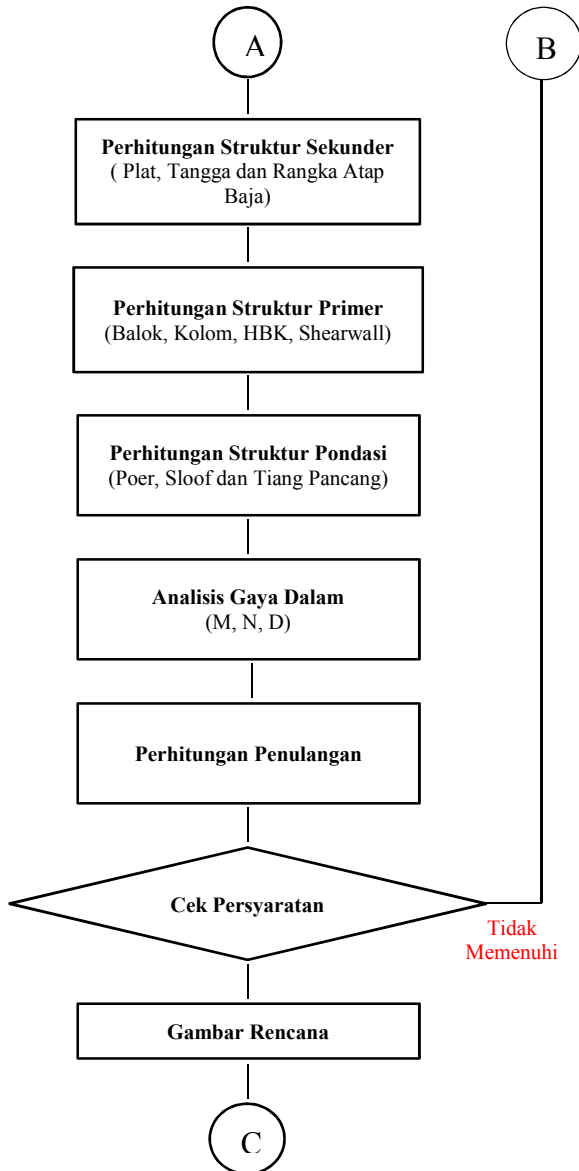 A
B
Perhitungan Struktur Sekunder
( Plat, Tangga dan Rangka Atap
Baja)
Perhitungan Struktur Primer
(Balok, Kolom, HBK, Shearwall)
Perhitungan Struktur Pondasi
(Poer, Sloof dan Tiang Pancang)
Analisis Gaya Dalam
(M, N, D)
Perhitungan Penulangan
Cek Persyaratan
Tidak
Memenuhi
Gambar Rencana
C